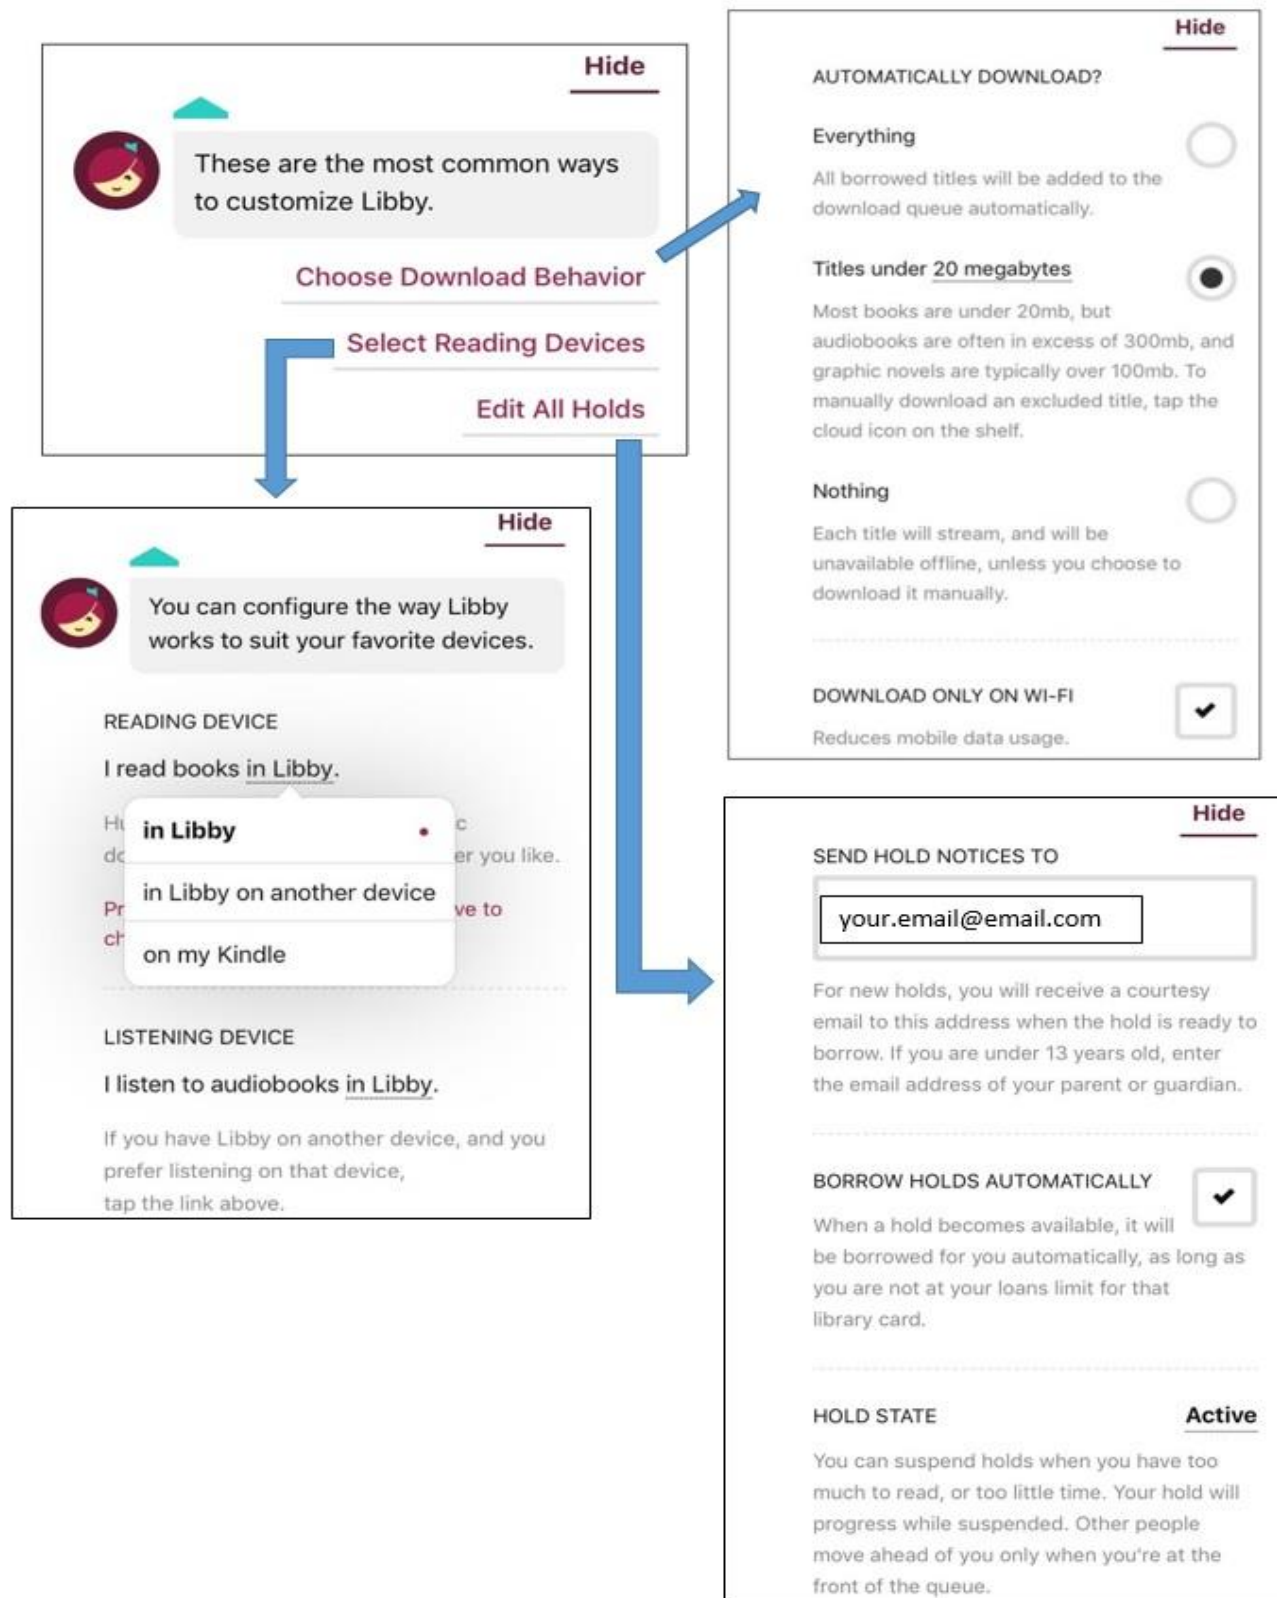 Hide
These are the most common ways
to customize Libby.
Choose Download Behavior
Select Reading Devices
Edit All Holds
Hide
AUTOMATICALLY DOWNLOAD?
Everything
All borrowed titles will be added to the
download queue automatically.
Titles under 20 megabytes
Most books are under 20mb, but
audiobooks are often in excess of 300mb, and
graphic novels are typically over 100mb. To
manually download an excluded title, tap the
cloud icon on the shelf.
Nothing
Each title will stream, and will be
unavailable offline, unless you choose to
download it manually.
DOWNLOAD ONLY ON WI-FI
Reduces mobile data usage.
Hide
You can configure the way Libby
works to suit your favorite devices.
READING DEVICE
I read books in Libby.
in Libby
er you like.
in Libby on another device
ve to
on my Kindle
LISTENING DEVICE
I listen to audiobooks in Libby.
If you have Libby on another device, and you
prefer listening on that device,
tap the link above.
Hide
SEND HOLD NOTICES TO
your.email@email.com
For new holds, you will receive a courtesy
email to this address when the hold is ready to
borrow. If you are under 13 years old, enter
the email address of your parent or guardian.
BORROW HOLDS AUTOMATICALLY
When a hold becomes available, it will
be borrowed for you automatically, as long as
you are not at your loans limit for that
library card.
HOLD STATE Active
You can suspend holds when you have too
much to read, or too little time. Your hold will
progress while suspended. Other people
move ahead of you only when you're at the
front of the queue.